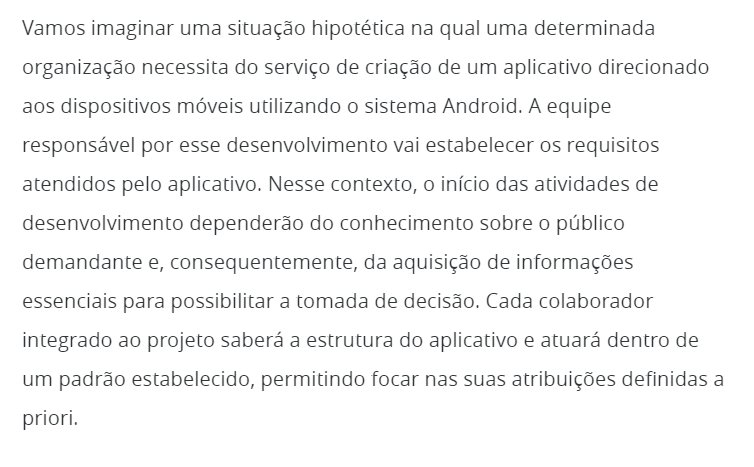 Vamos imaginar uma situação hipotética na qual uma determinada
organização necessita do serviço de criação de um aplicativo direcionado
aos dispositivos móveis utilizando o sistema Android. A equipe
responsável por esse desenvolvimento vai estabelecer os requisitos
atendidos pelo aplicativo. Nesse contexto, o início das atividades de
desenvolvimento dependerão do conhecimento sobre o público
demandante e, consequentemente, da aquisição de informações
essenciais para possibilitar a tomada de decisão. Cada colaborador
integrado ao projeto saberá a estrutura do aplicativo e atuará dentro de
um padrão estabelecido, permitindo focar nas suas atribuições definidas a
priori.